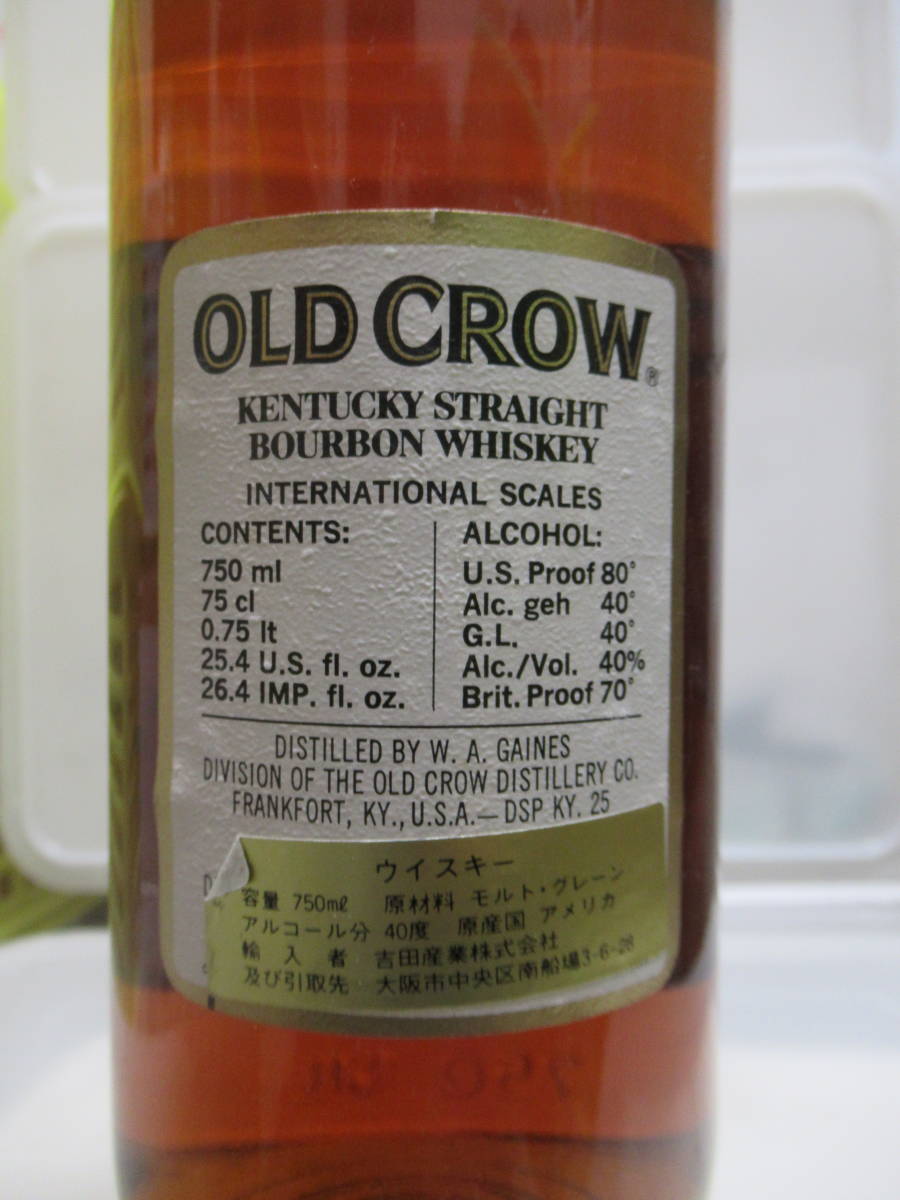 OLD CROW®
KENTUCKY STRAIGHT
BOURBON WHISKEY
INTERNATIONAL SCALES
CONTENTS:
750 ml
75 cl
0.75 lt
25.4 U.S. fl. oz.
26.4 IMP. fl. oz.
ALCOHOL:
U.S. Proof 80°
Alc. geh 40°
G.L. 40°
Alc./Vol. 40%
Brit. Proof 70°
DISTILLED BY W. A. GAINES
DIVISION OF THE OLD CROW DISTILLERY CO.
FRANKFORT, KY., U.S.A.— DSP KY. 25
ウイスキー
容量 750mℓ 原材料 モルト・グレーン
アルコール分 40度 原産国 アメリカ
輸入者 吉田産業株式会社
及び引取先 大阪市中央区南船場3-6-28